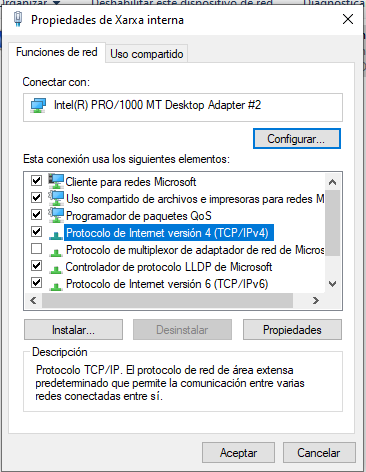 Organizar
Deshabilitar este dispositivo de red
Propiedades de Xarxa interna
Funciones de red
Uso compartido
Conectar con:
Intel(R) PRO/1000 MT Desktop Adapter #2
Configurar...
Esta conexión usa los siguientes elementos:
Cliente para redes Microsoft
Uso compartido de archivos e impresoras para redes M
Programador de paquetes QoS
Protocolo de Internet versión 4 (TCP/IPv4)
Protocolo de multiplexor de adaptador de red de Micros
Controlador de protocolo LLDP de Microsoft
Protocolo de Internet versión 6 (TCP/IPv6)
Instalar...
Desinstalar
Propiedades
Descripción
Protocolo TCP/IP. El protocolo de red de área extensa
predeterminado que permite la comunicación entre varias
redes conectadas entre sí.
Aceptar
Cancelar